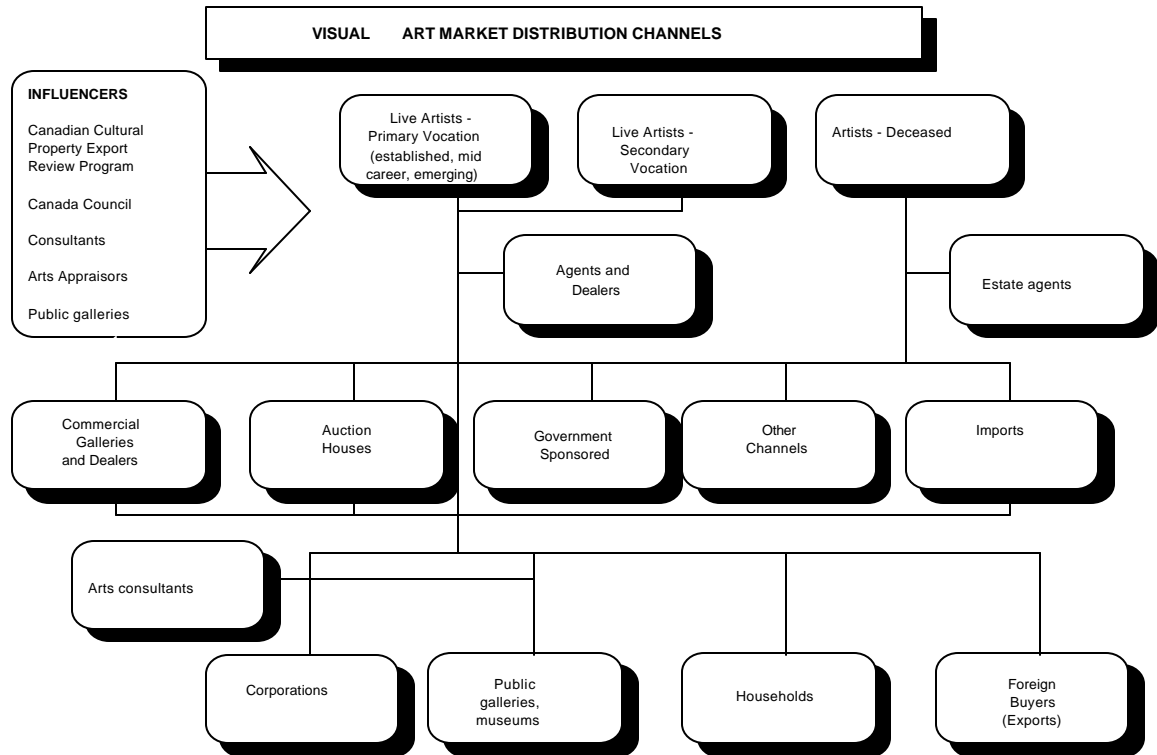 VISUAL ART MARKET DISTRIBUTION CHANNELS
INFLUENCERS
Canadian Cultural
Property Export
Review Program
Canada Council
Consultants
Arts Appraisors
Public galleries
Live Artists -
Primary Vocation
(established, mid
career, emerging)
Live Artists -
Secondary
Vocation
Artists - Deceased
Agents and
Dealers
Estate agents
Commercial
Galleries
and Dealers
Auction
Houses
Government
Sponsored
Other
Channels
Imports
Arts consultants
Corporations
Public
galleries,
museums
Households
Foreign
Buyers
(Exports)